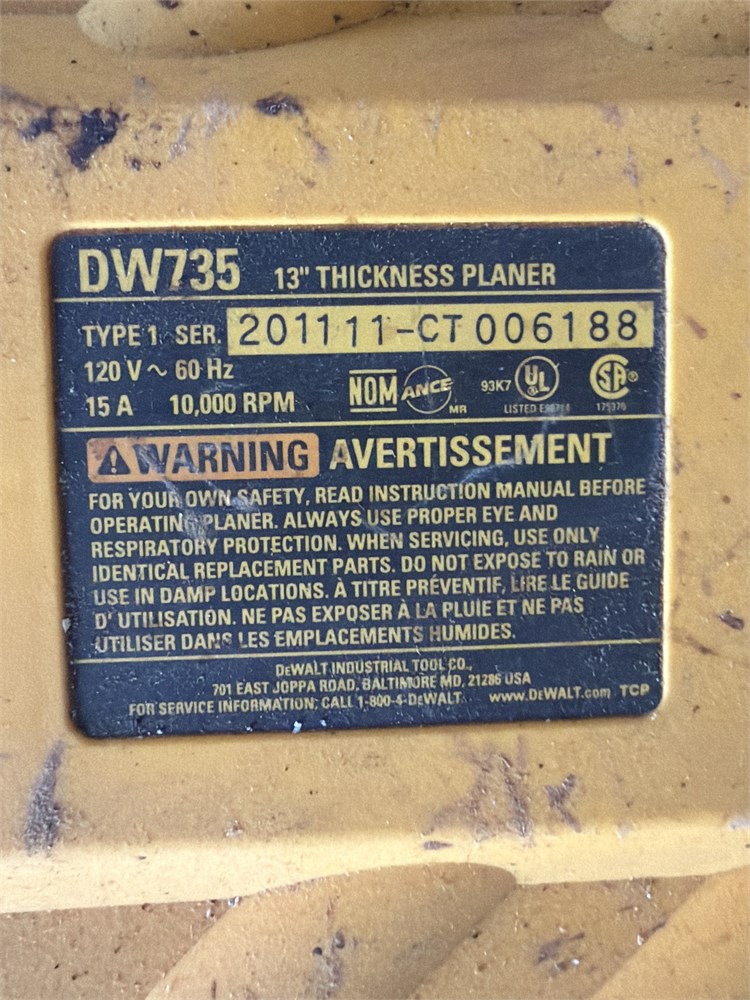 DW735 13" THICKNESS PLANER
TYPE 1 SER. 201111-CT 006188
120 V ~ 60 Hz
15 A 10,000 RPM
NOM ANCE MR 93K7 UL LISTED SA ® 175370
WARNING AVERTISSEMENT
FOR YOUR OWN SAFETY, READ INSTRUCTION MANUAL BEFORE
OPERATING PLANER. ALWAYS USE PROPER EYE AND
RESPIRATORY PROTECTION. WHEN SERVICING, USE ONLY
IDENTICAL REPLACEMENT PARTS. DO NOT EXPOSE TO RAIN OR
USE IN DAMP LOCATIONS. À TITRE PRÉVENTIF, LIRE LE GUIDE
D' UTILISATION. NE PAS EXPOSER À LA PLUIE ET NE PAS
UTILISER DANS LES EMPLACEMENTS HUMIDES.
DEWALT INDUSTRIAL TOOL CO.,
701 EAST JOPPA ROAD, BALTIMORE MD, 21286 USA
FOR SERVICE INFORMATION, CALL 1-800-4-DEWALT www.DEWALT.com TCP